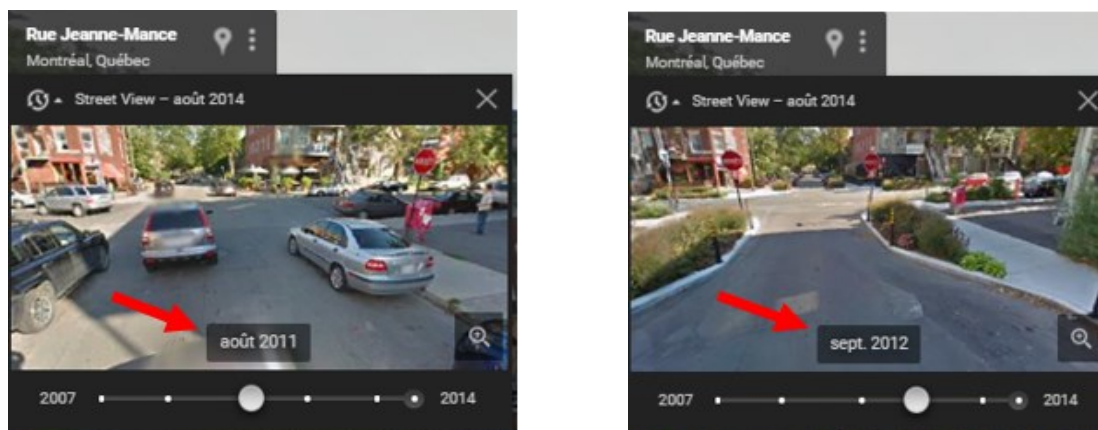 Rue Jeanne-Mance
Montréal, Québec
Street View – août 2014
août 2011
2007
2014
Rue Jeanne-Mance
Montréal, Québec
Street View – août 2014
sept. 2012
2007
2014